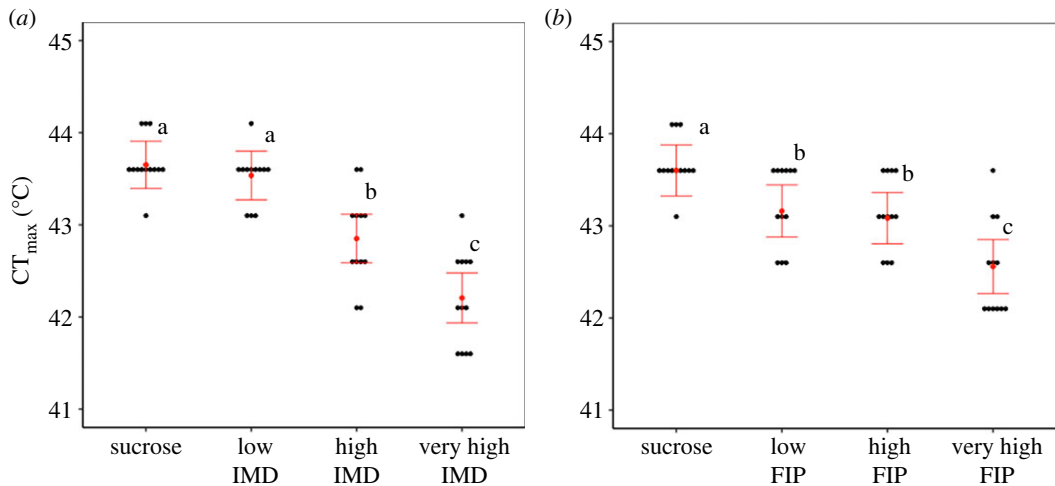 (a)
45
44
43
42
41
CTmax (°C)
a
a
b
c
sucrose
low
IMD
high
IMD
very high
IMD
(b)
45
44
43
42
41
a
b
b
c
sucrose
low
FIP
high
FIP
very high
FIP